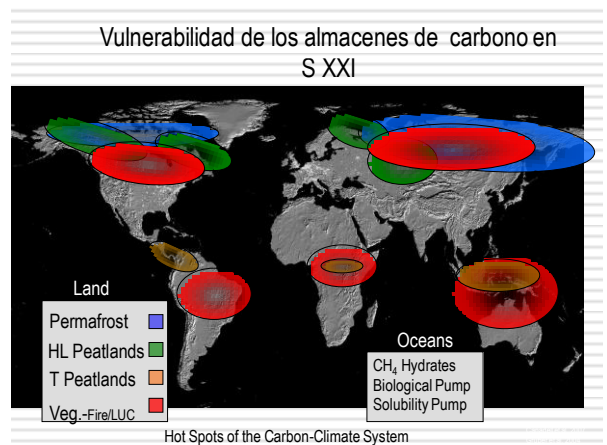 Vulnerabilidad de los almacenes de carbono en
S XXI
Land
Permafrost
HL Peatlands
T Peatlands
Veg.-Fire/LUC
Oceans
CH₄ Hydrates
Biological Pump
Solubility Pump
Hot Spots of the Carbon-Climate System